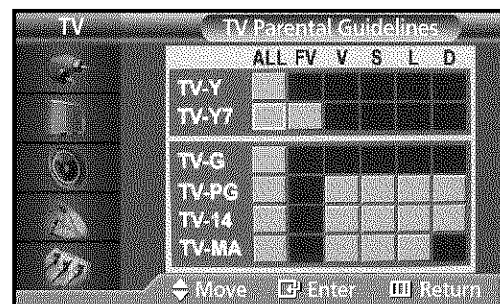 TV TV Parental Guidelines
ALL FV V S L D
TV-Y
TV-Y7
TV-G
TV-PG
TV-14
TV-MA
Move Enter Return